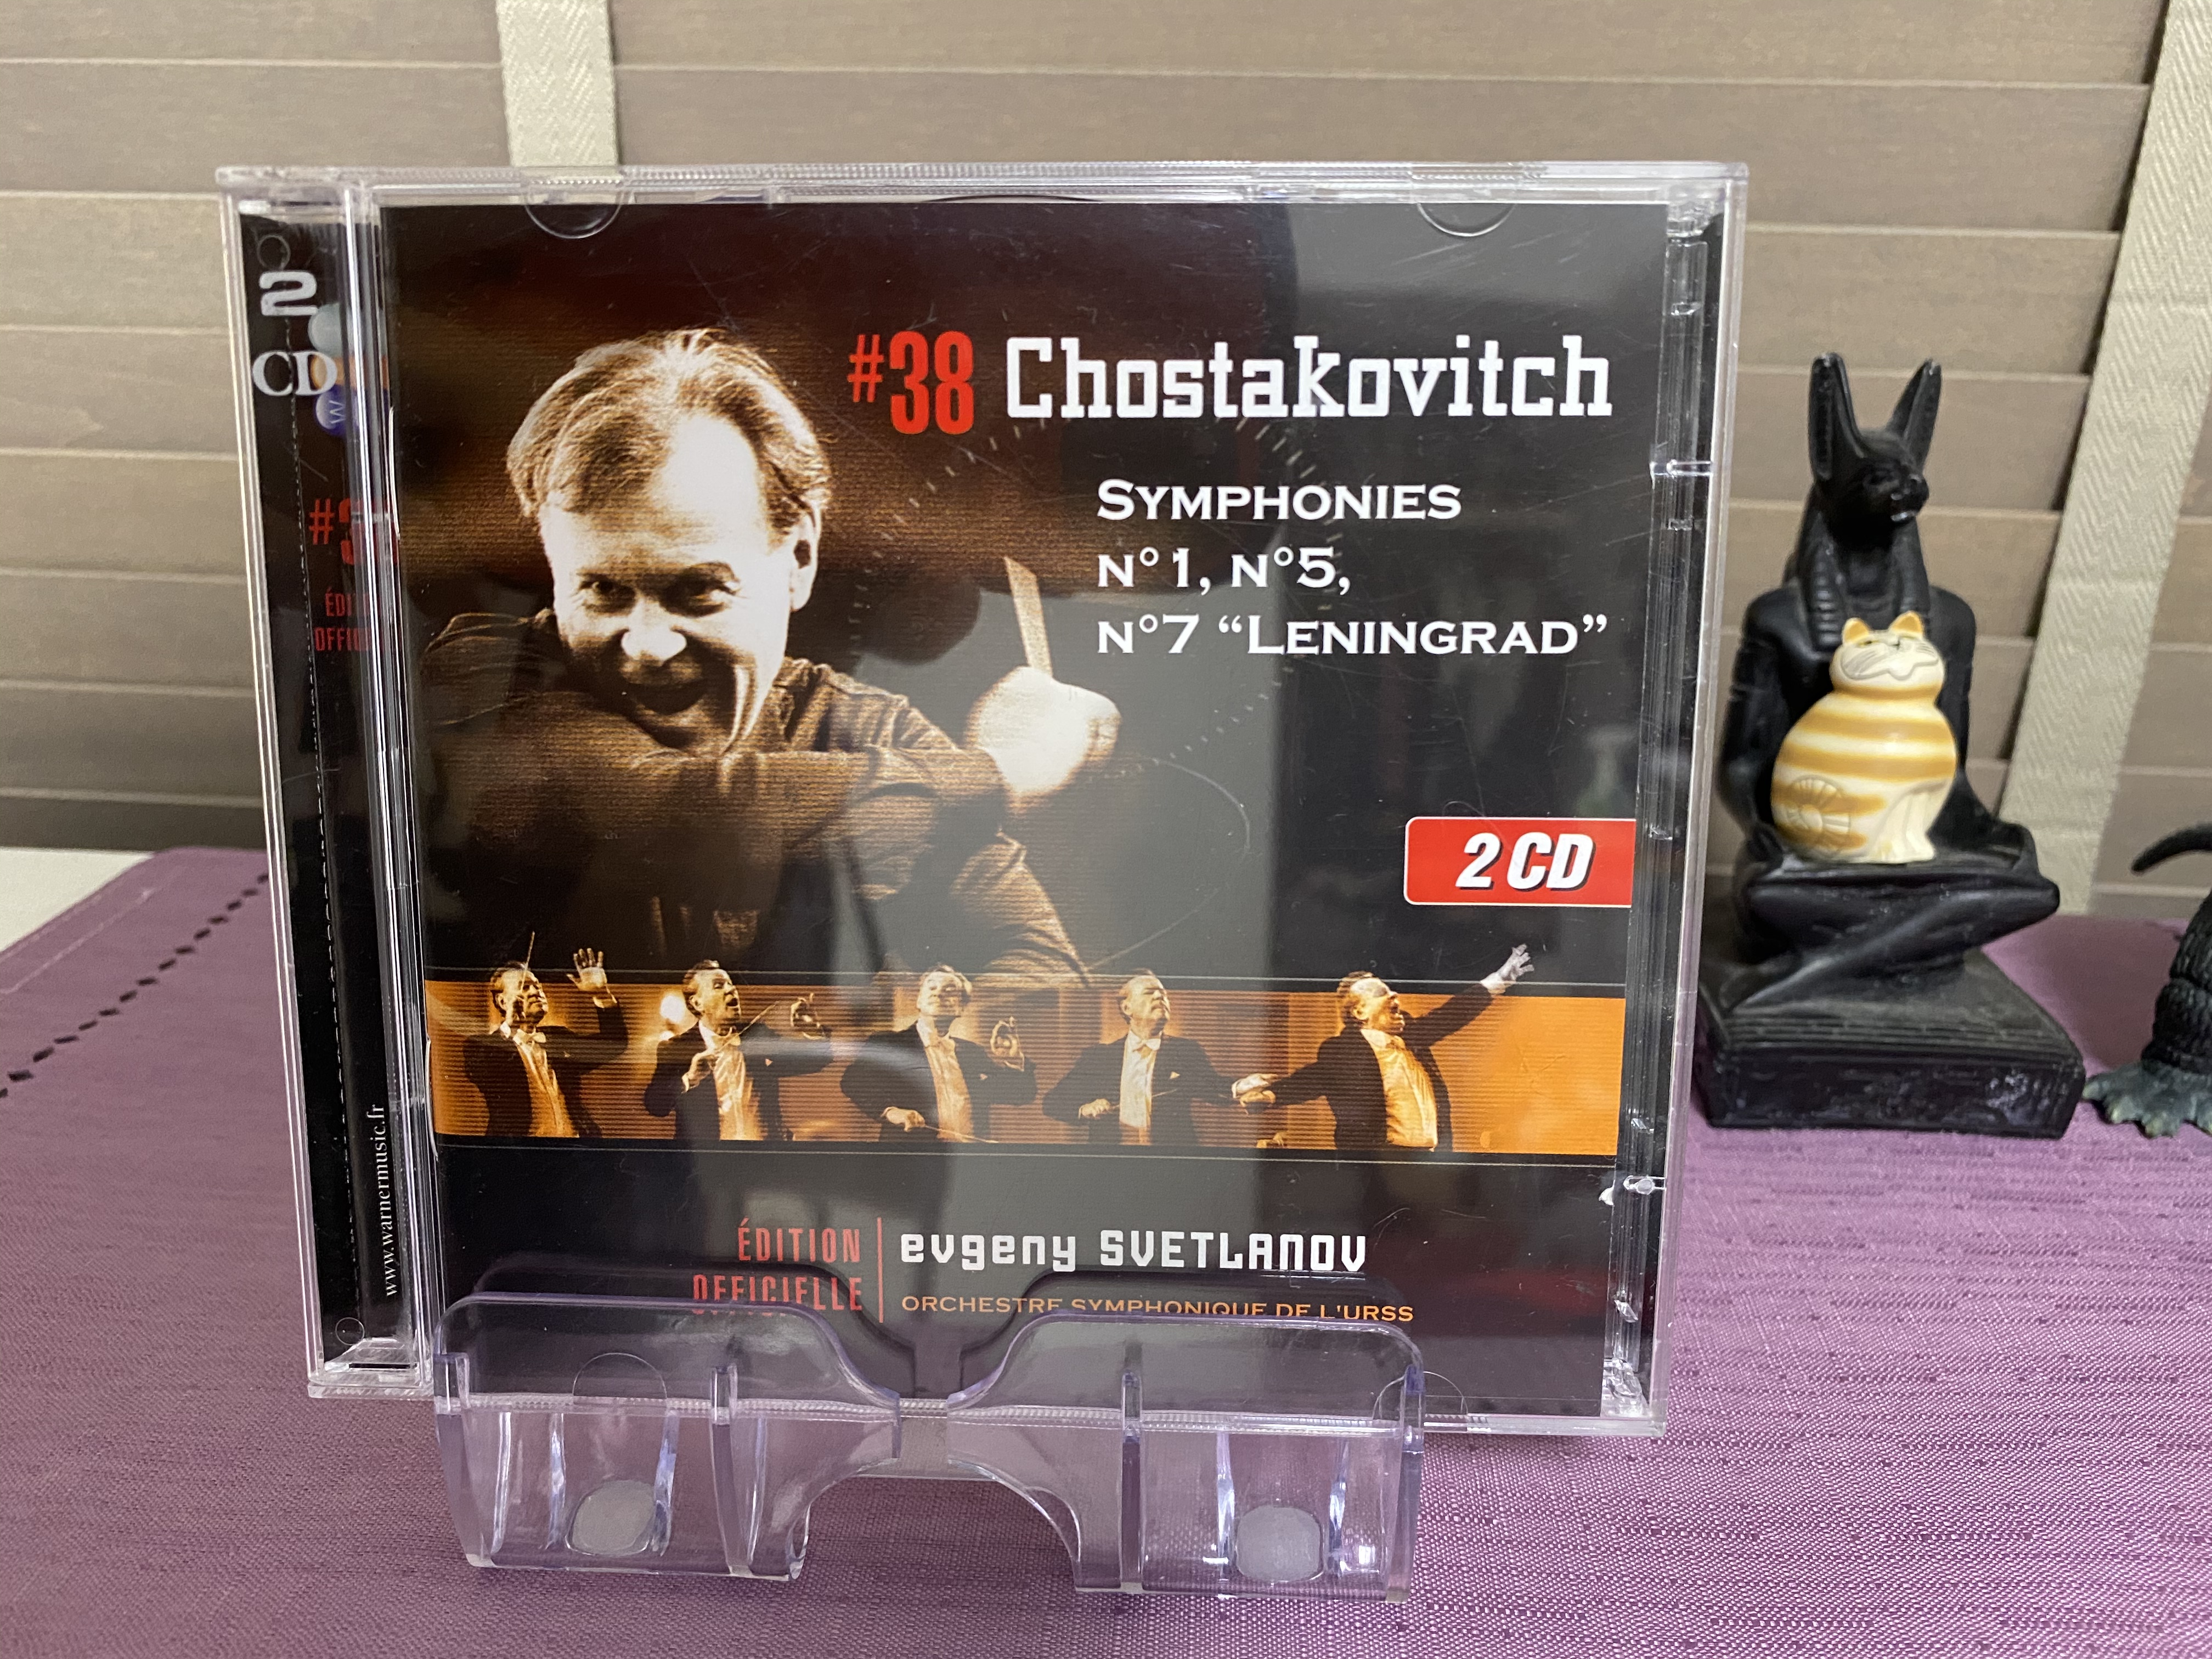 2
CD
#38 Chostakovitch
SYMPHONIES
N°1, N°5,
N°7 “LENINGRAD”
2 CD
ÉDITION
OFFICIELLE
evgeny SVETLANOV
ORCHESTRE SYMPHONIQUE DE L'URSS
www.warnermusic.fr